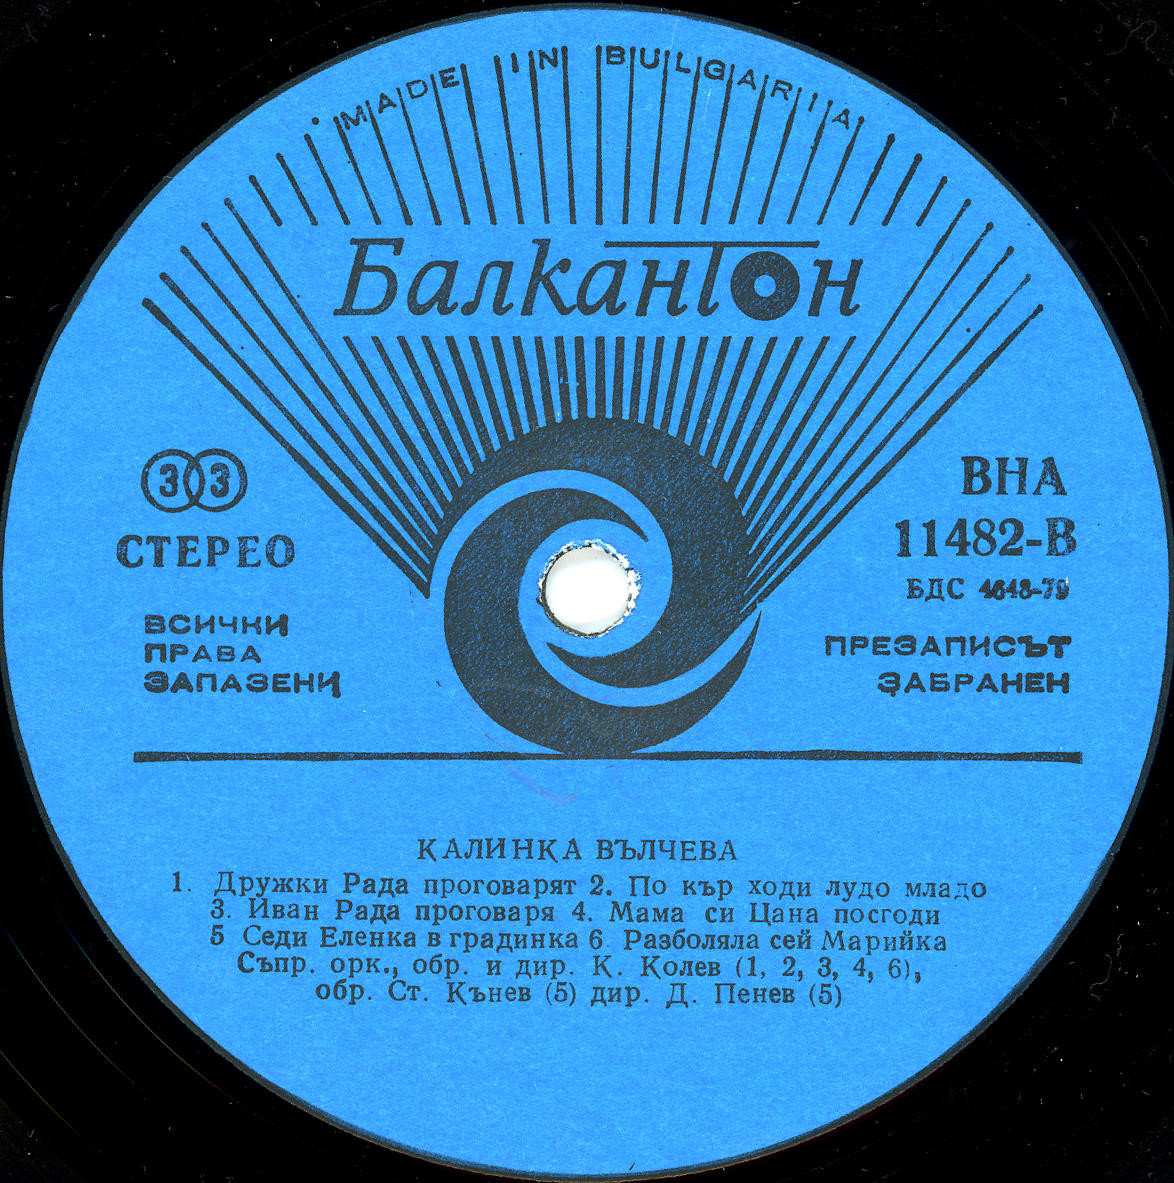 MADE IN BULGARIA
Балкантон
33
СТЕРЕО
ВСИЧКИ
ПРАВА
ЗАПАЗЕНИ
ВНА
11482-В
БДС 4648-79
ПРЕЗАПИСЪТ
ЗАБРАНЕН
КАЛИНКА ВЪЛЧЕВА
1. Дружки Рада проговарят 2. По кър ходи лудо младо
3. Иван Рада проговаря 4. Мама си Цана посгоди
5 Седи Еленка в градинка 6 Разболяла сей Марийка
Съпр. орк., обр. и дир. К. Колев (1, 2, 3, 4, 6),
обр. Ст. Кънев (5) дир. Д. Пенев (5)